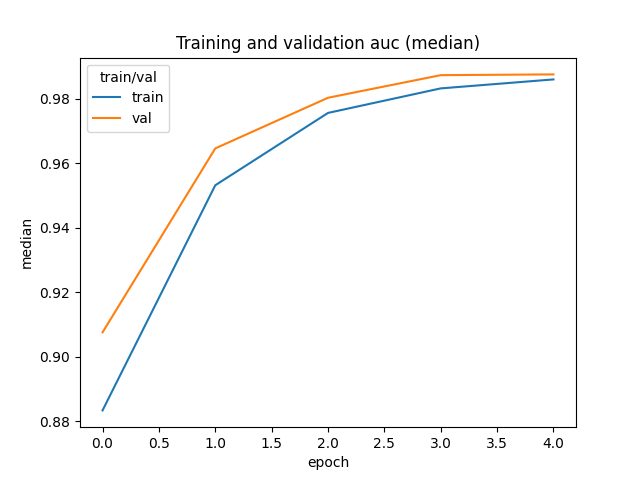 Training and validation auc (median)
train/val
train
val
0.98
0.96
0.94
0.92
0.90
0.88
median
0.0 0.5 1.0 1.5 2.0 2.5 3.0 3.5 4.0
epoch